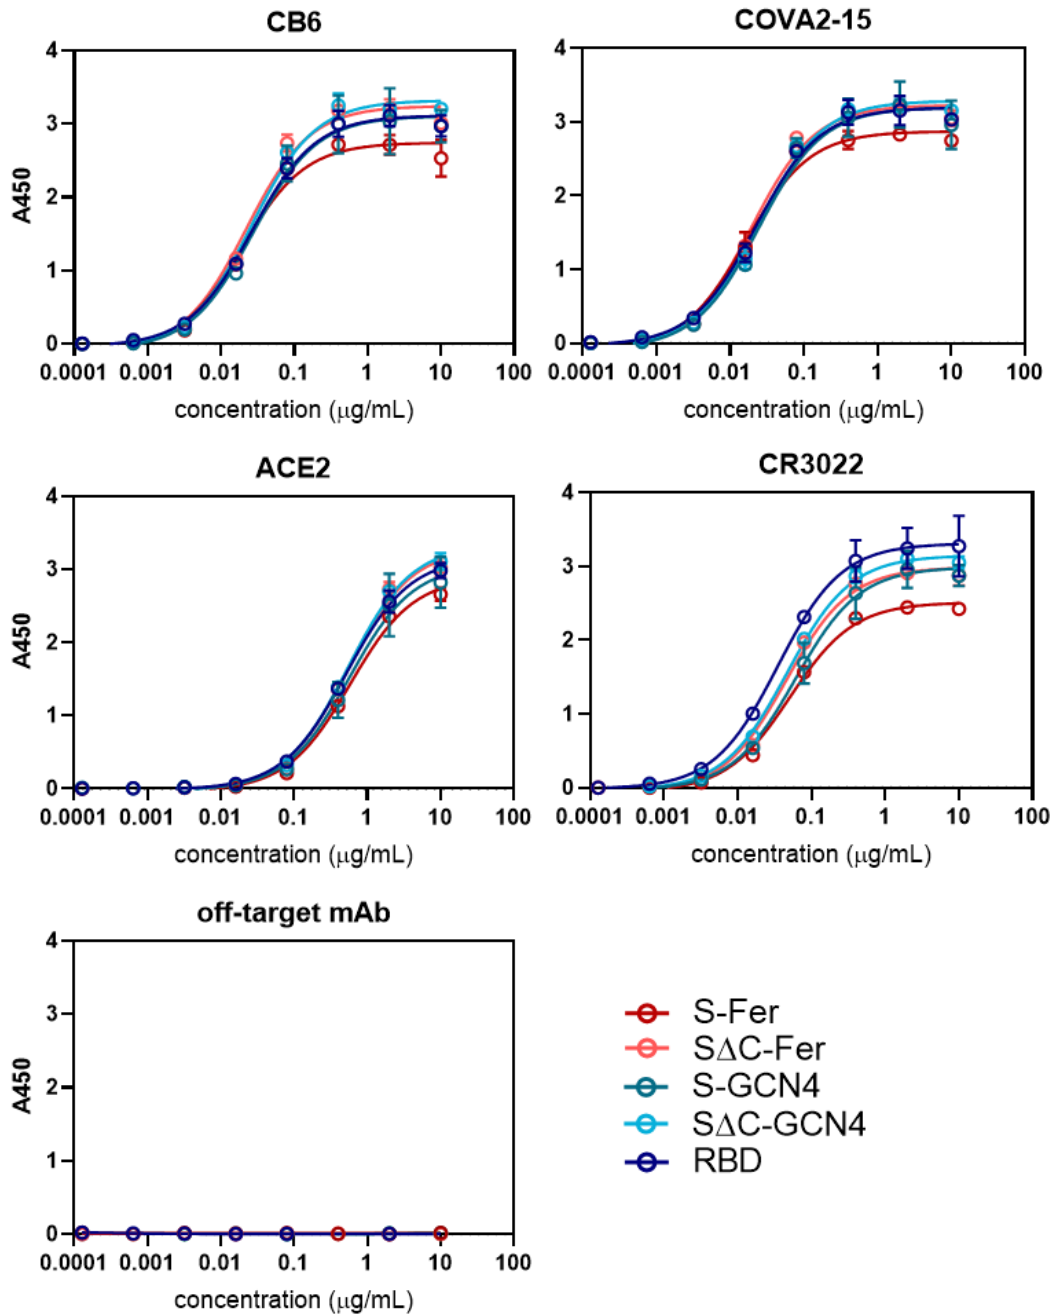 CB6
4
3
2
1
0
A450
0.0001 0.001 0.01 0.1 1 10 100
concentration (μg/mL)
COVA2-15
4
3
2
1
0
0.0001 0.001 0.01 0.1 1 10 100
concentration (μg/mL)
ACE2
4
3
2
1
0
A450
0.0001 0.001 0.01 0.1 1 10 100
concentration (μg/mL)
CR3022
4
3
2
1
0
0.0001 0.001 0.01 0.1 1 10 100
concentration (μg/mL)
off-target mAb
4
3
2
1
0
A450
0.0001 0.001 0.01 0.1 1 10 100
concentration (μg/mL)
S-Fer
SΔC-Fer
S-GCN4
SΔC-GCN4
RBD